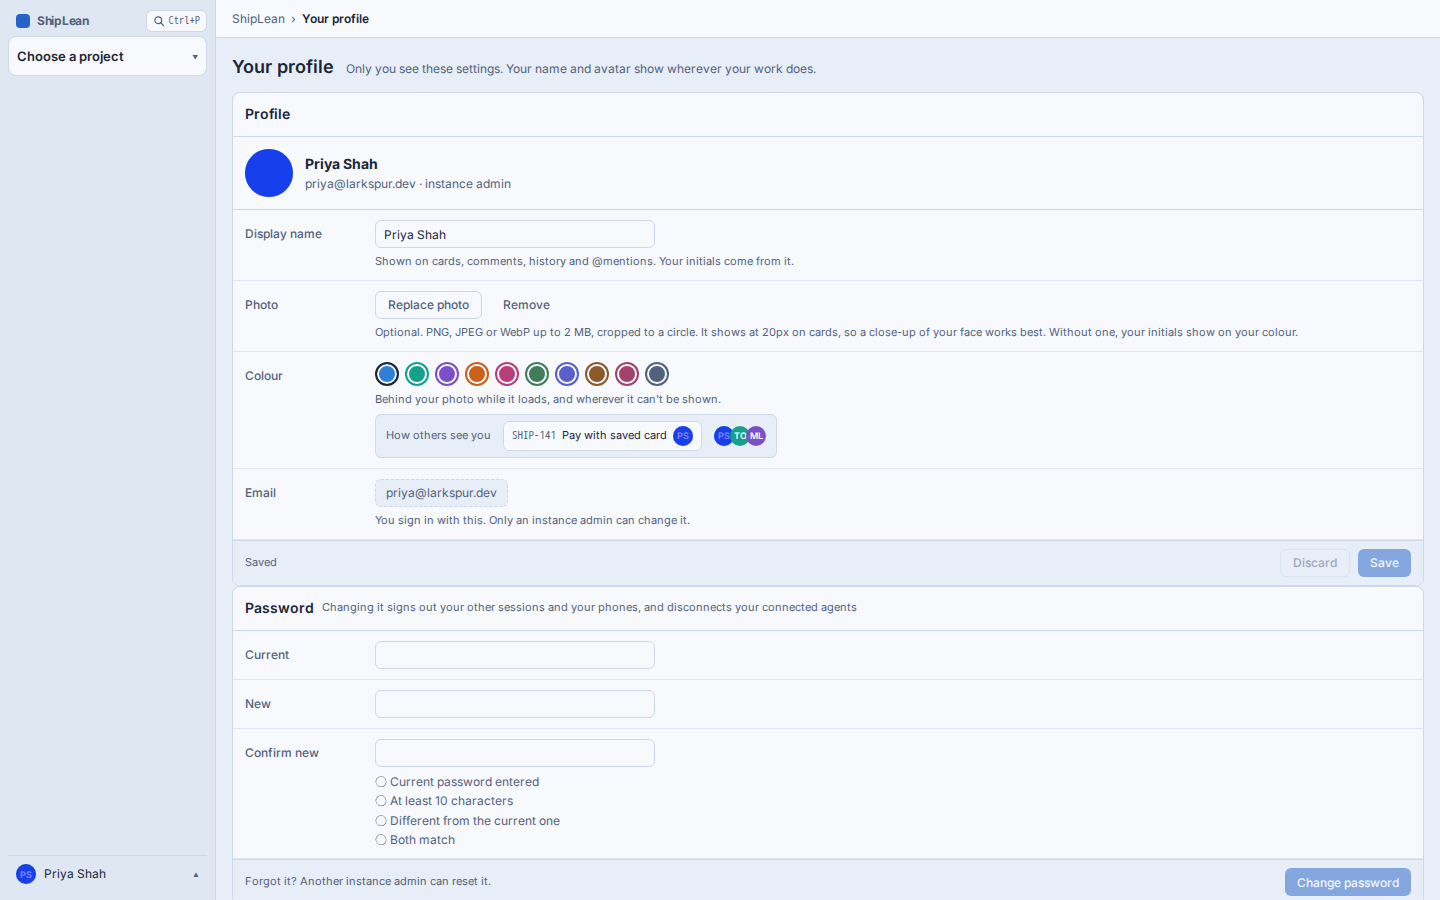 ShipLean
Ctrl+P
Choose a project
ShipLean › Your profile
Your profile
Only you see these settings. Your name and avatar show wherever your work does.
Profile
Priya Shah
priya@larkspur.dev · instance admin
Display name
Priya Shah
Shown on cards, comments, history and @mentions. Your initials come from it.
Photo
Replace photo
Remove
Optional. PNG, JPEG or WebP up to 2 MB, cropped to a circle. It shows at 20px on cards, so a close-up of your face works best. Without one, your initials show on your colour.
Colour
Behind your photo while it loads, and wherever it can't be shown.
How others see you
SHIP-141 Pay with saved card PS
PS TO ML
Email
priya@larkspur.dev
You sign in with this. Only an instance admin can change it.
Saved
Discard
Save
Password Changing it signs out your other sessions and your phones, and disconnects your connected agents
Current
New
Confirm new
Current password entered
At least 10 characters
Different from the current one
Both match
Forgot it? Another instance admin can reset it.
Change password
PS Priya Shah